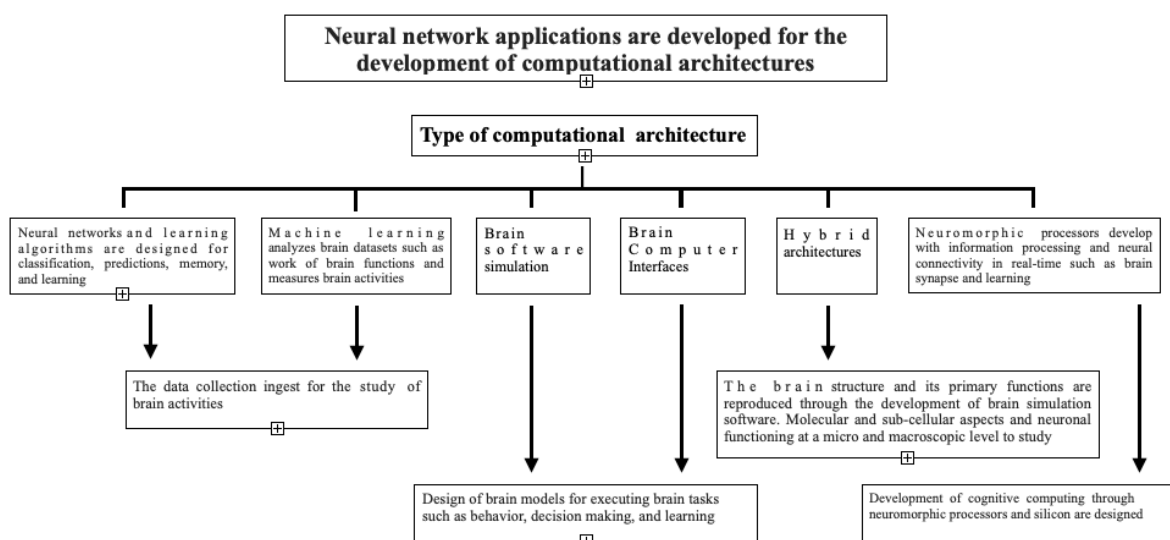 Neural network applications are developed for the
development of computational architectures
Type of computational architecture
Neural networks and learning
algorithms are designed for
classification, predictions, memory,
and learning
Machine learning
analyzes brain datasets such as
work of brain functions and
measures brain activities
Brain
software
simulation
Brain
Computer
Interfaces
Hybrid
architectures
Neuromorphic processors develop
with information processing and neural
connectivity in real-time such as brain
synapse and learning
The data collection ingest for the study of
brain activities
The brain structure and its primary functions are
reproduced through the development of brain simulation
software. Molecular and sub-cellular aspects and neuronal
functioning at a micro and macroscopic level to study
Design of brain models for executing brain tasks
such as behavior, decision making, and learning
Development of cognitive computing through
neuromorphic processors and silicon are designed